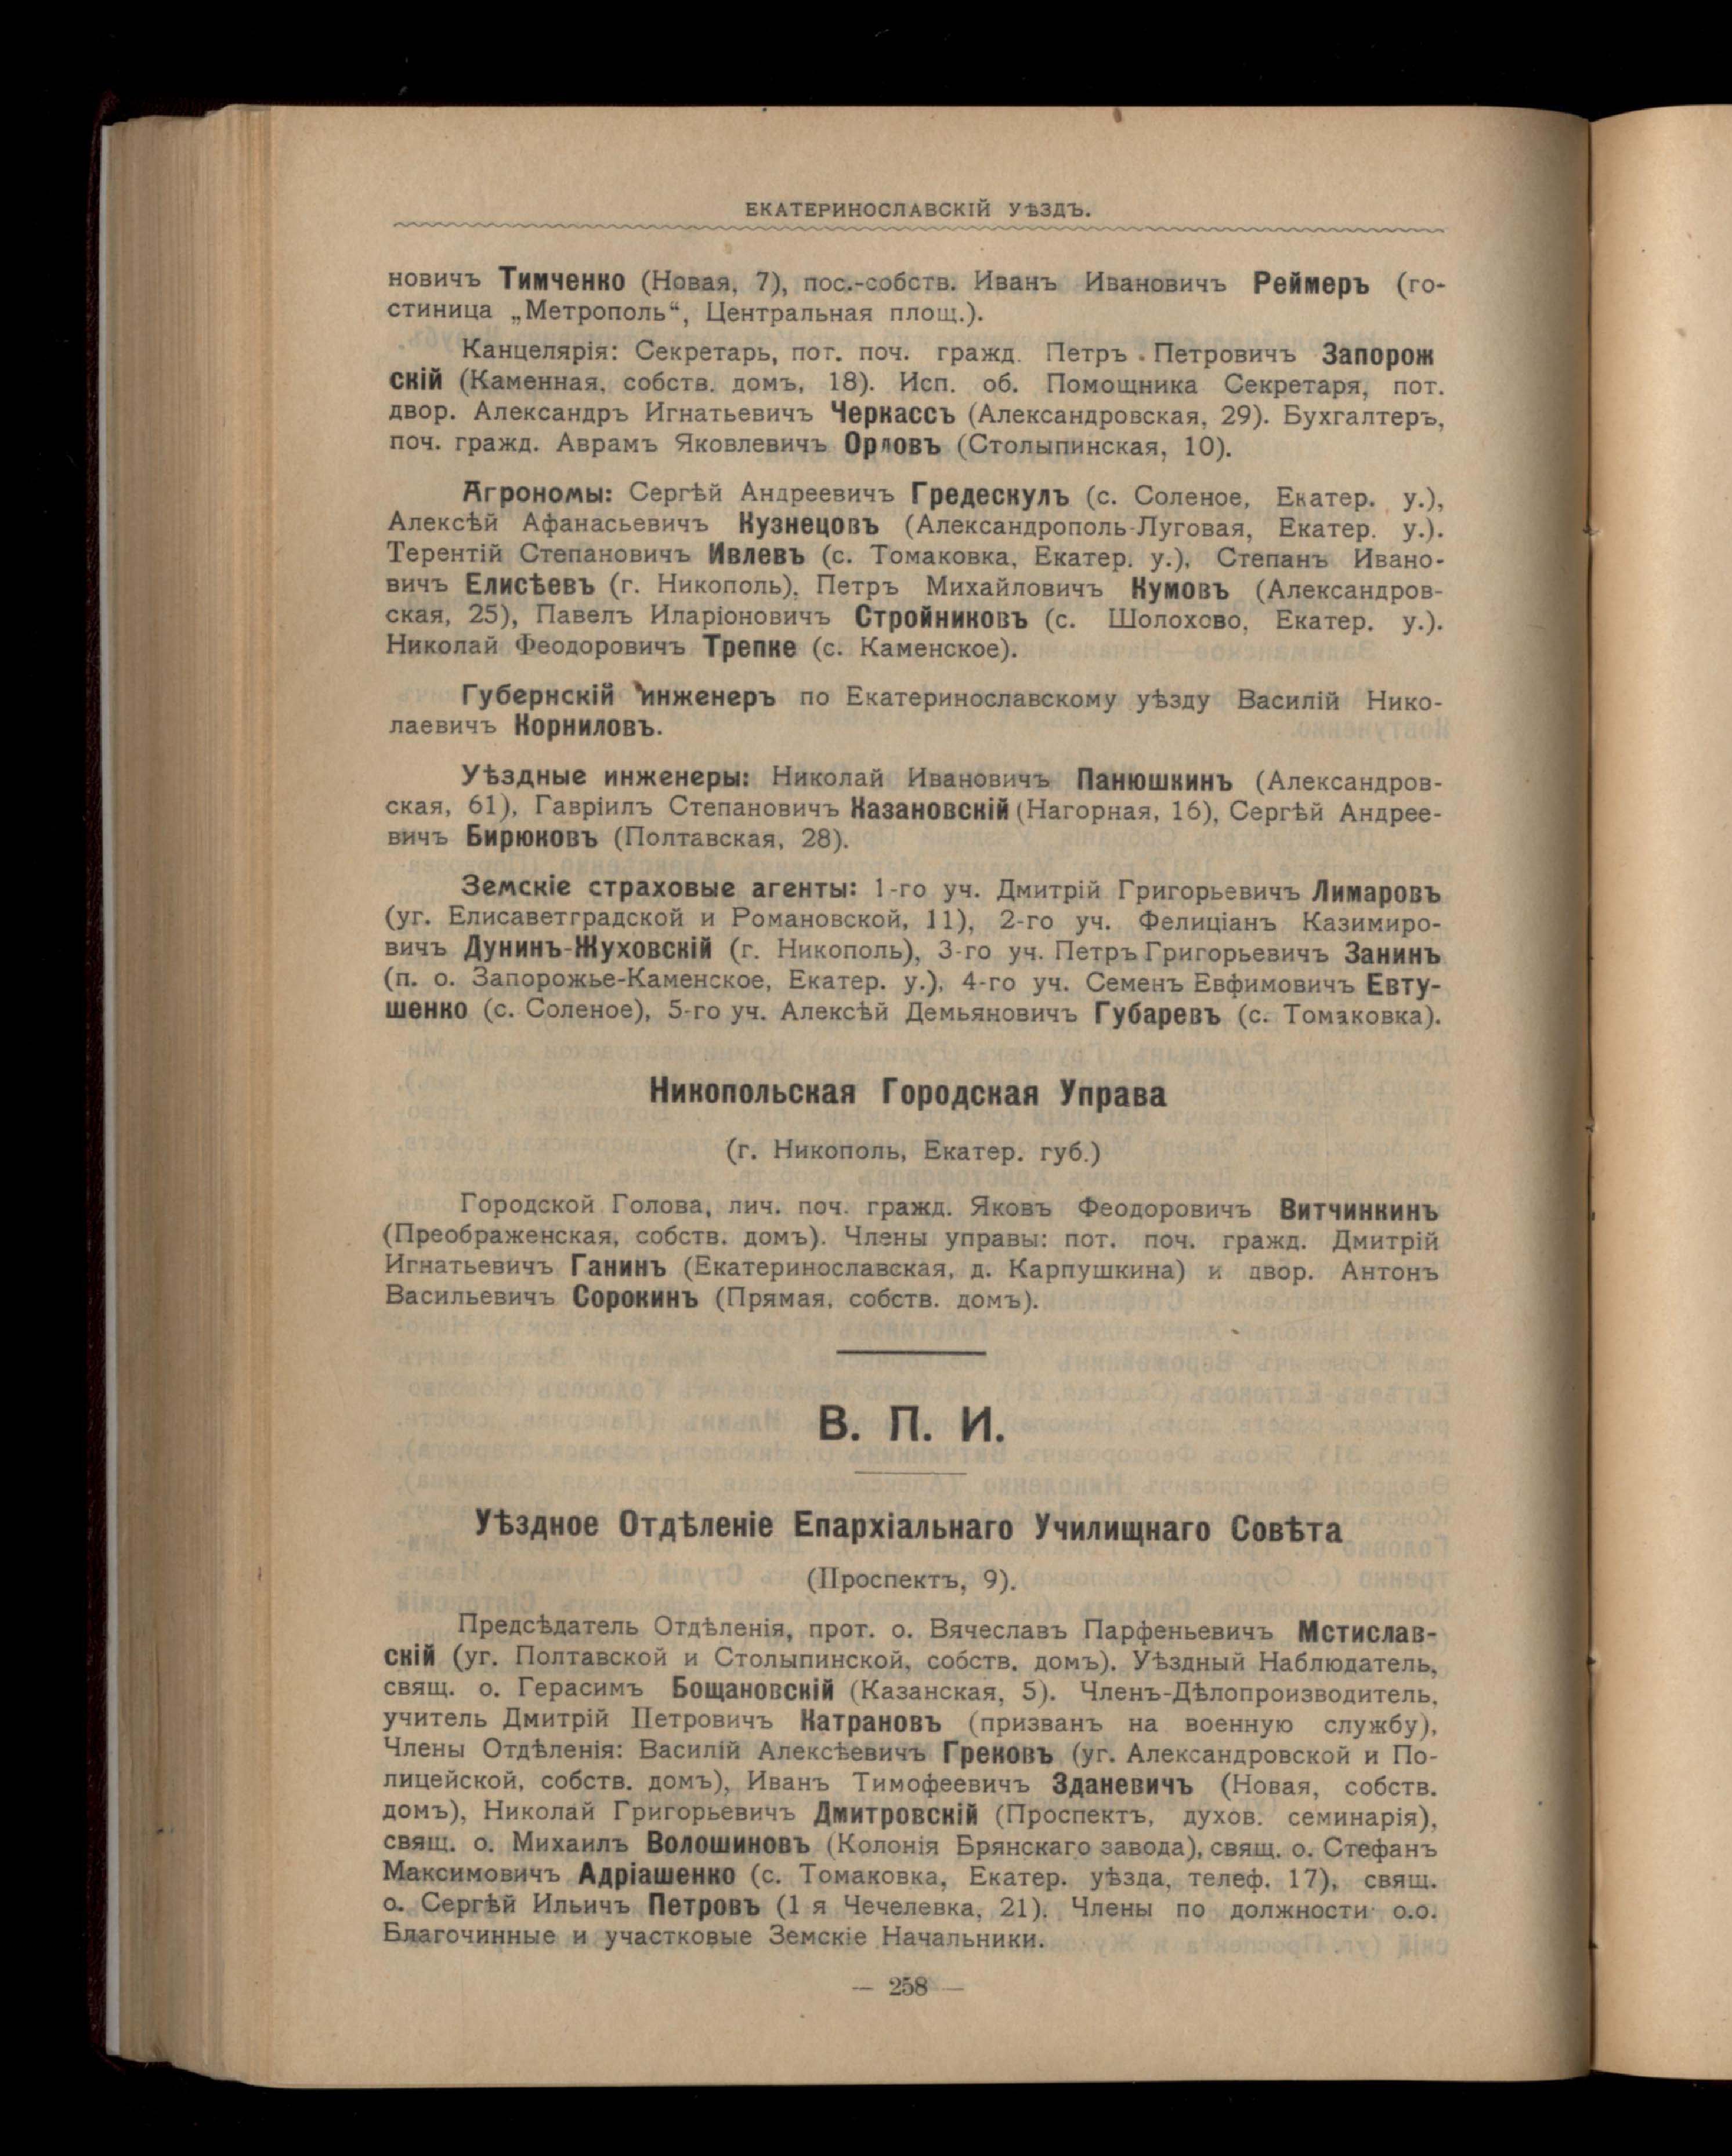 ЕКАТЕРИНОСЛАВСКІЙ УѢЗДЪ.
новичъ Тимченко (Новая, 7), пос.-собств. Иванъ Ивановичъ Реймеръ (го-
стиница „Метрополь“, Центральная площ.).
Канцелярія: Секретарь, пот. поч. гражд. Петръ Петровичъ Запорож
скій (Каменная, собств. домъ, 18). Исп. об. Помощника Секретаря, пот.
двор. Александръ Игнатьевичъ Черкассъ (Александровская, 29). Бухгалтеръ,
поч. гражд. Аврамъ Яковлевичъ Орловъ (Столыпинская, 10).
Агрономы: Сергѣй Андреевичъ Гредескулъ (с. Соленое, Екатер. у.),
Алексѣй Афанасьевичъ Кузнецовъ (Александрополь-Луговая, Екатер. у.).
Терентій Степановичъ Ивлевъ (с. Томаковка, Екатер. у.), Степанъ Ивано-
вичъ Елисѣевъ (г. Никополь), Петръ Михайловичъ Кумовъ (Александров-
ская, 25), Павелъ Иларіоновичъ Стройниковъ (с. Шолохово, Екатер. у.).
Николай Феодоровичъ Трепке (с. Каменское).
Губернскій инженеръ по Екатеринославскому уѣзду Василій Нико-
лаевичъ Корниловъ.
Уѣздные инженеры: Николай Ивановичъ Панюшкинъ (Александров-
ская, 61), Гавріилъ Степановичъ Казановскій (Нагорная, 16), Сергѣй Андрее-
вичъ Бирюковъ (Полтавская, 28).
Земскіе страховые агенты: 1-го уч. Дмитрій Григорьевичъ Лимаровъ
(уг. Елисаветградской и Романовской, 11), 2-го уч. Фелиціанъ Казимиро-
вичъ Дунинъ-Жуховскій (г. Никополь), 3-го уч. Петръ Григорьевичъ Занинъ
(п. о. Запорожье-Каменское, Екатер. у.), 4-го уч. Семенъ Евфимовичъ Евту-
шенко (с. Соленое), 5-го уч. Алексѣй Демьяновичъ Губаревъ (с. Томаковка).
Никопольская Городская Управа
(г. Никополь, Екатер. губ.)
Городской Голова, лич. поч. гражд. Яковъ Феодоровичъ Витчинкинъ
(Преображенская, собств. домъ). Члены управы: пот. поч. гражд. Дмитрій
Игнатьевичъ Ганинъ (Екатеринославская, д. Карпушкина) и двор. Антонъ
Васильевичъ Сорокинъ (Прямая, собств. домъ).
В. П. И.
Уѣздное Отдѣленіе Епархіальнаго Училищнаго Совѣта
(Проспектъ, 9).
Предсѣдатель Отдѣленія, прот. о. Вячеславъ Парфеньевичъ Мстислав-
скій (уг. Полтавской и Столыпинской, собств. домъ). Уѣздный Наблюдатель,
свящ. о. Герасимъ Бощановскій (Казанская, 5). Членъ-Дѣлопроизводитель,
учитель Дмитрій Петровичъ Катрановъ (призванъ на военную службу),
Члены Отдѣленія: Василій Алексѣевичъ Грековъ (уг. Александровской и По-
лицейской, собств. домъ), Иванъ Тимофеевичъ Зданевичъ (Новая, собств.
домъ), Николай Григорьевичъ Дмитровскій (Проспектъ, духов. семинарія),
свящ. о. Михаилъ Волошиновъ (Колонія Брянскаго завода), свящ. о. Стефанъ
Максимовичъ Адріашенко (с. Томаковка, Екатер. уѣзда, телеф. 17), свящ.
о. Сергѣй Ильичъ Петровъ (1 я Чечелевка, 21). Члены по должности о.о.
Благочинные и участковые Земскіе Начальники.
— 258 —